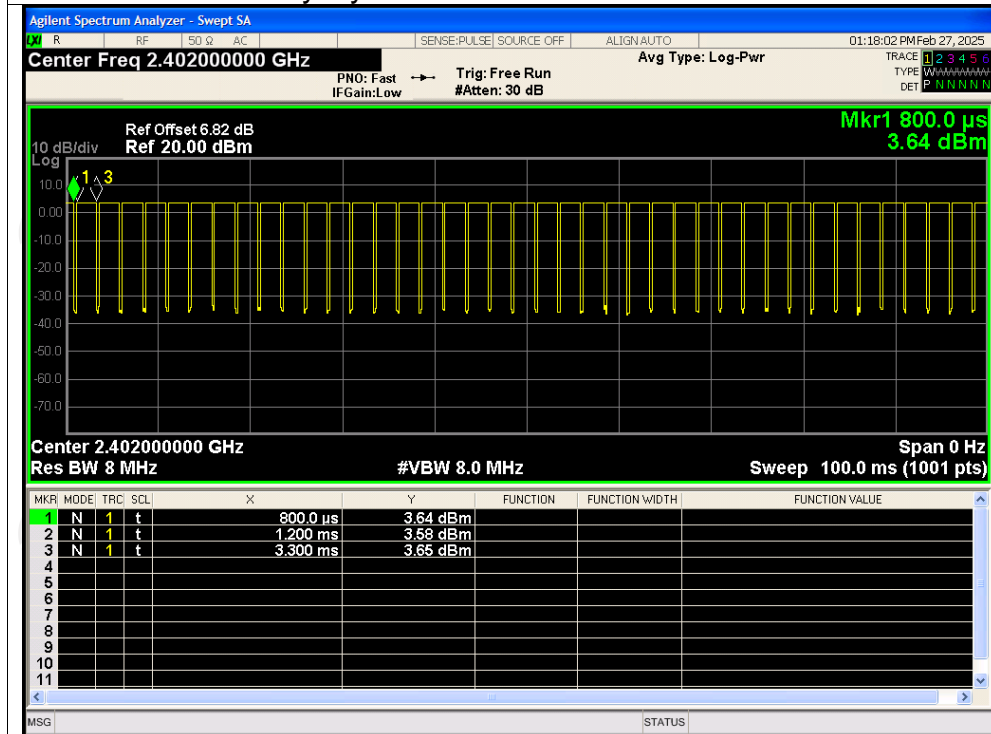 Agilent Spectrum Analyzer - Swept SA
LXI R RF 50 Ω AC SENSE:PULSE SOURCE OFF ALIGN AUTO 01:18:02 PM Feb 27, 2025
Center Freq 2.402000000 GHz Avg Type: Log-Pwr TRACE 1 2 3 4 5 6
PNO: Fast Trig: Free Run TYPE WWWWWW
IFGain:Low #Atten: 30 dB DET P N N N N N
Mkr1 800.0 µs
3.64 dBm
Ref Offset 6.82 dB
10 dB/div Ref 20.00 dBm
Log
1 3
10.0
0.00
-10.0
-20.0
-30.0
-40.0
-50.0
-60.0
-70.0
Center 2.402000000 GHz Span 0 Hz
Res BW 8 MHz #VBW 8.0 MHz Sweep 100.0 ms (1001 pts)
MKR MODE TRC SCL X Y FUNCTION FUNCTION WIDTH FUNCTION VALUE
1 N 1 t 800.0 µs 3.64 dBm
2 N 1 t 1.200 ms 3.58 dBm
3 N 1 t 3.300 ms 3.65 dBm
4
5
6
7
8
9
10
11
MSG STATUS